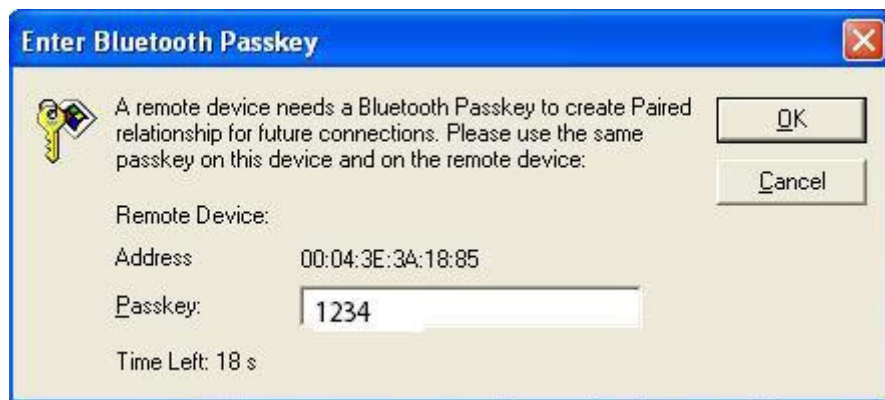 Enter Bluetooth Passkey
A remote device needs a Bluetooth Passkey to create Paired
relationship for future connections. Please use the same
passkey on this device and on the remote device:
OK
Cancel
Remote Device:
Address 00:04:3E:3A:18:85
Passkey: 1234
Time Left: 18 s